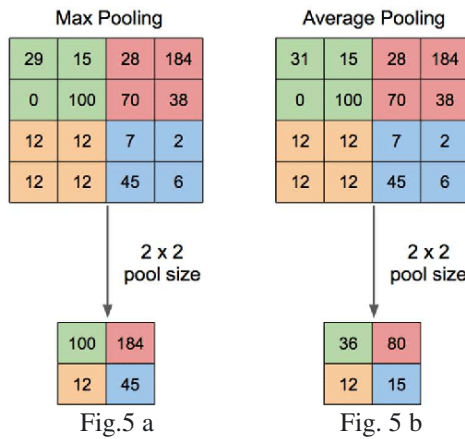 Max Pooling
29 15 28 184
0 100 70 38
12 12 7 2
12 12 45 6
2 x 2
pool size
100 184
12 45
Fig.5 a
Average Pooling
31 15 28 184
0 100 70 38
12 12 7 2
12 12 45 6
2 x 2
pool size
36 80
12 15
Fig. 5 b